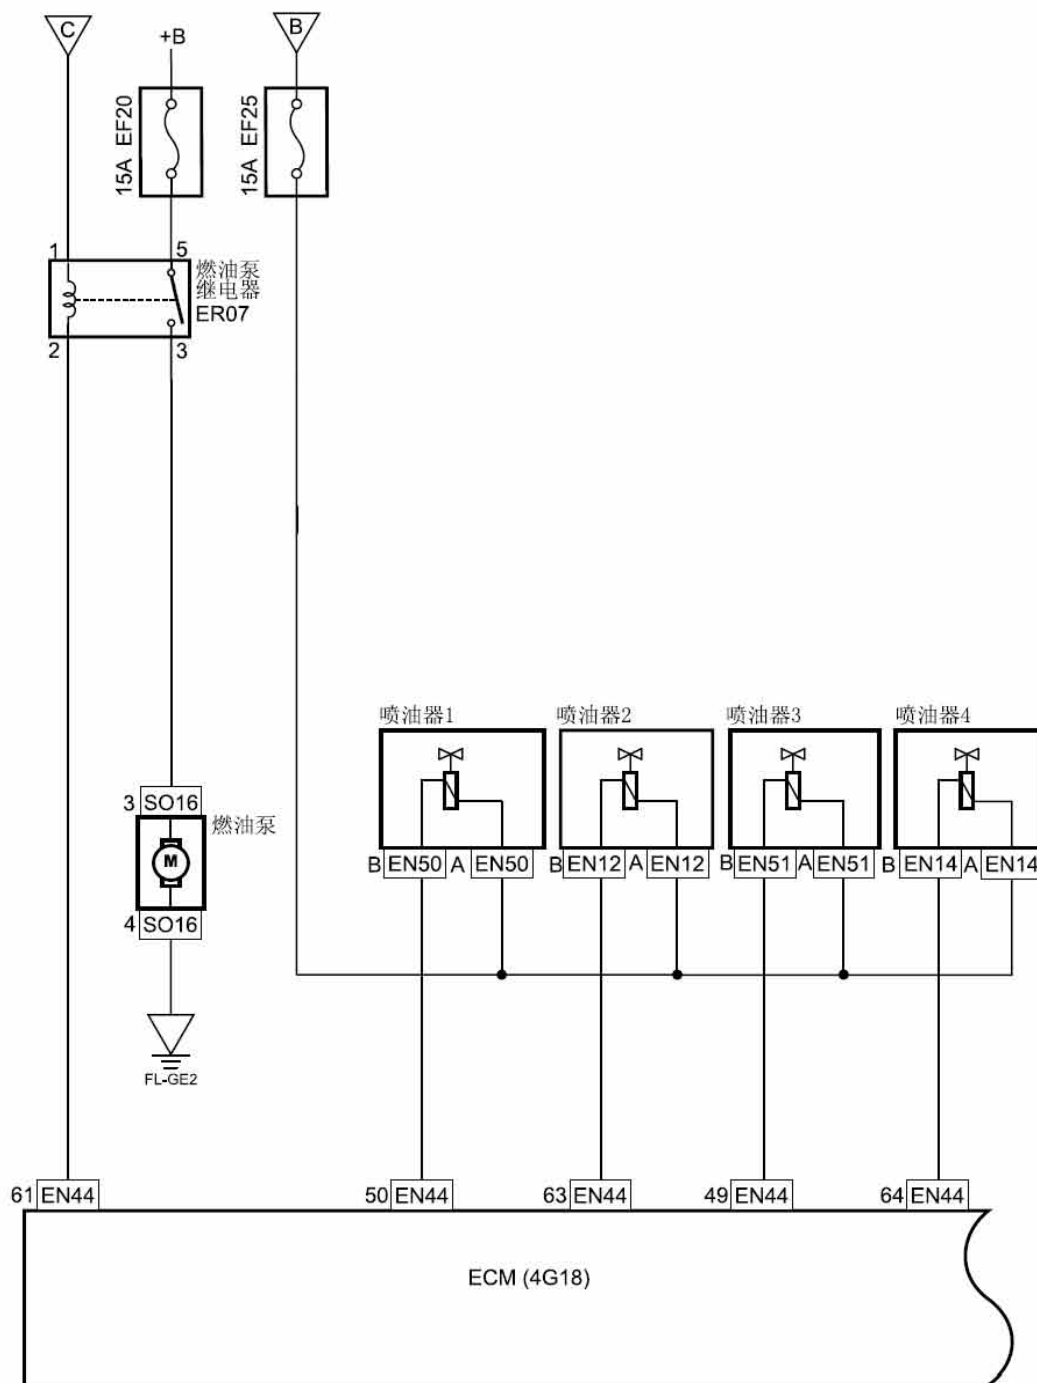 C
+B
B
15A EF20
15A EF25
1
5
燃油泵
继电器
ER07
2
3
喷油器1
喷油器2
喷油器3
喷油器4
3 SO16
燃油泵
M
B EN50 A EN50
B EN12 A EN12
B EN51 A EN51
B EN14 A EN14
4 SO16
FL-GE2
61 EN44
50 EN44
63 EN44
49 EN44
64 EN44
ECM (4G18)